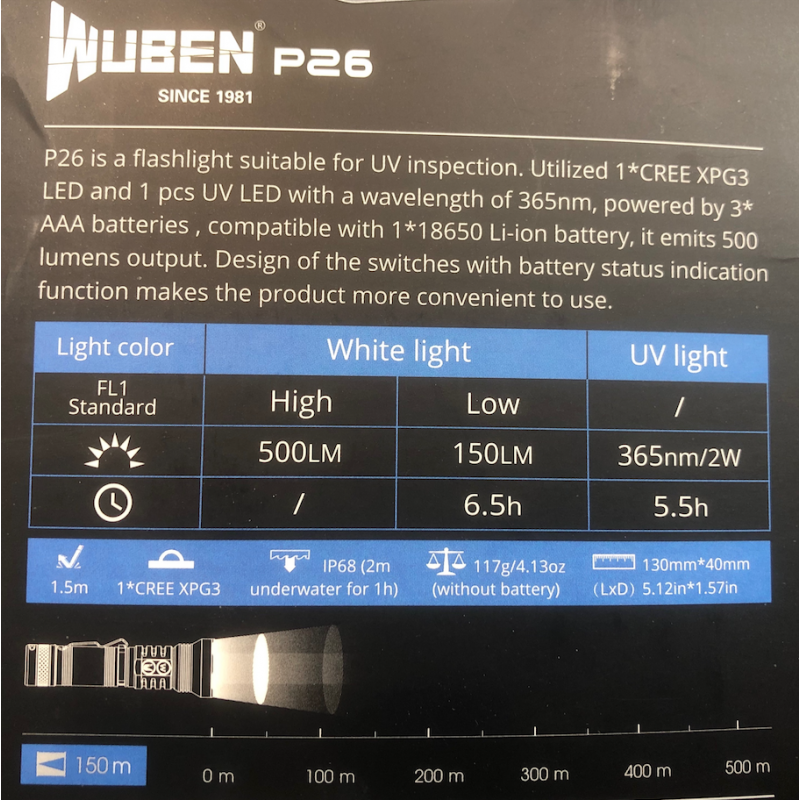 WUBEN® P26
SINCE 1981
P26 is a flashlight suitable for UV inspection. Utilized 1*CREE XPG3
LED and 1 pcs UV LED with a wavelength of 365nm, powered by 3*
AAA batteries , compatible with 1*18650 Li-ion battery, it emits 500
lumens output. Design of the switches with battery status indication
function makes the product more convenient to use.
Light color White light UV light
FL1
Standard High Low /
500LM 150LM 365nm/2W
/ 6.5h 5.5h
IP68 (2m 117g/4.13oz 130mm*40mm
1.5m 1*CREE XPG3 underwater for 1h) (without battery) (LxD) 5.12in*1.57in
150m 0 m 100 m 200 m 300 m 400 m 500 m